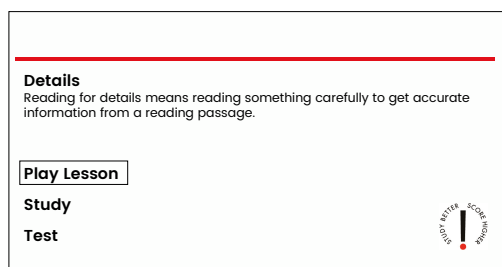 Details
Reading for details means reading something carefully to get accurate
information from a reading passage.
Play Lesson
Study
Test
STUDY BETTER SCORE HIGHER